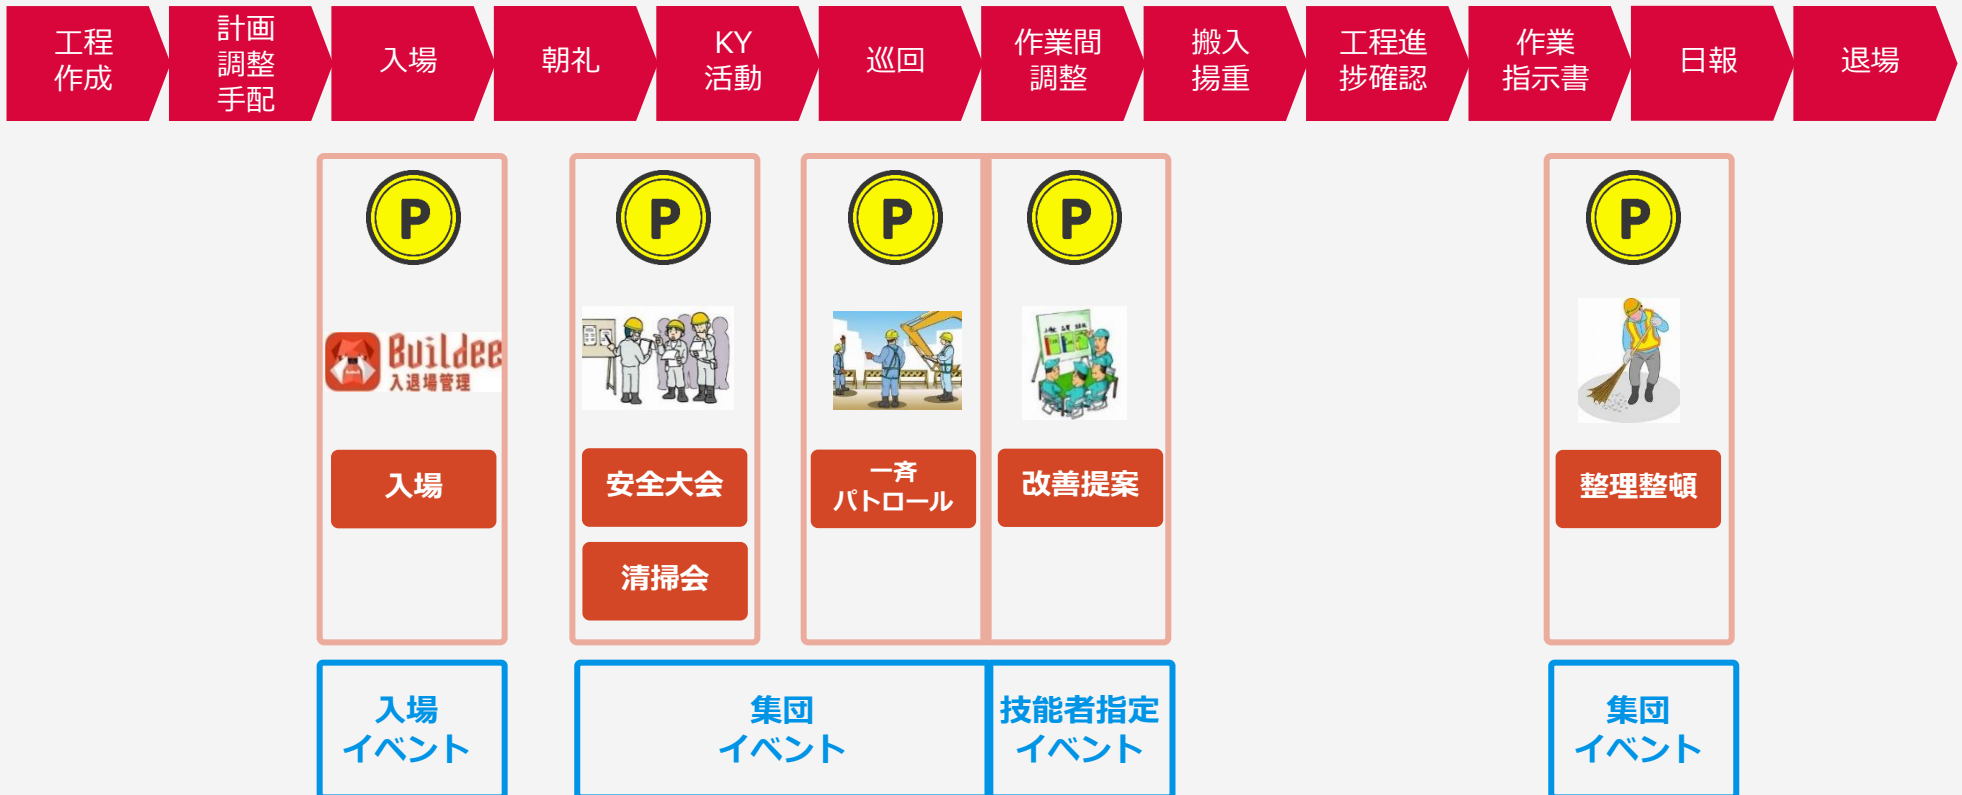 工程
作成
計画
調整
手配
入場
朝礼
KY
活動
巡回
作業間
調整
搬入
揚重
工程進
捗確認
作業
指示書
日報
退場
P
P
P
P
P
Buildee
入退場管理
入場
安全大会
清掃会
一斉
パトロール
改善提案
整理整頓
入場
イベント
集団
イベント
技能者指定
イベント
集団
イベント